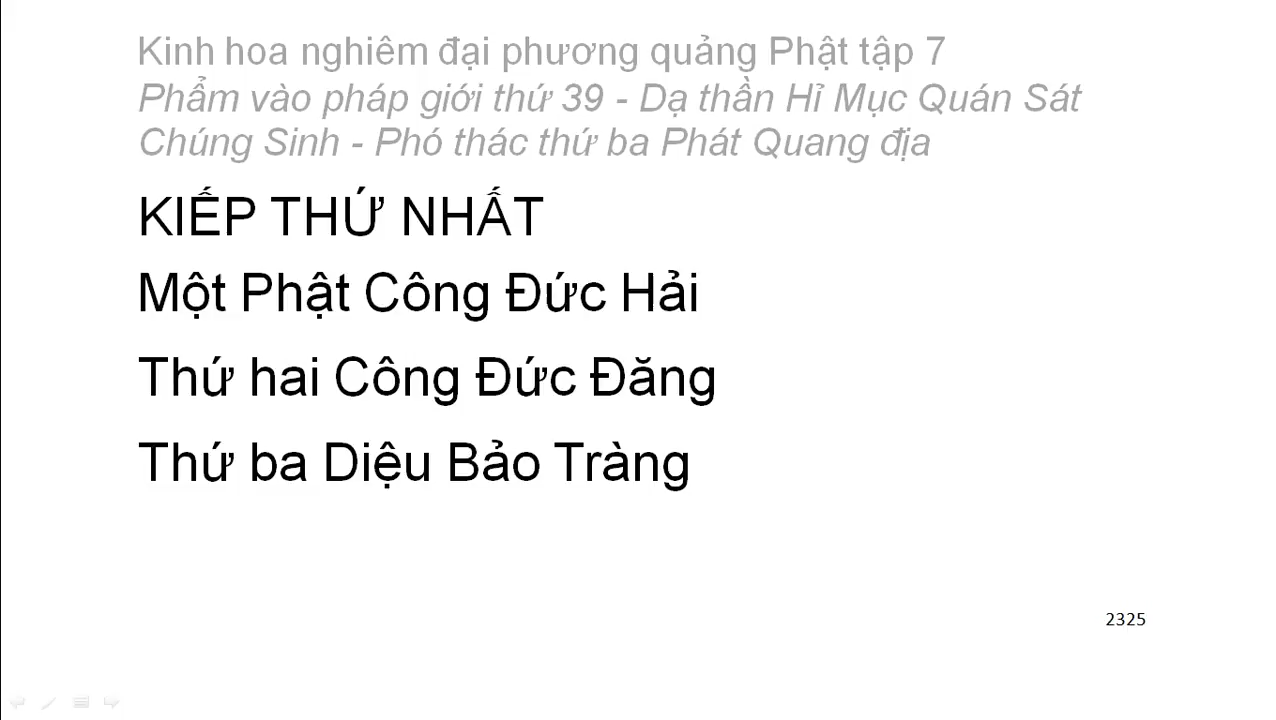 Kinh hoa nghiêm đại phương quảng Phật tập 7
Phẩm vào pháp giới thứ 39 - Dạ thần Hỉ Mục Quán Sát
Chúng Sinh - Phó thác thứ ba Phát Quang địa
KIẾP THỨ NHẤT
Một Phật Công Đức Hải
Thứ hai Công Đức Đăng
Thứ ba Diệu Bảo Tràng
2325